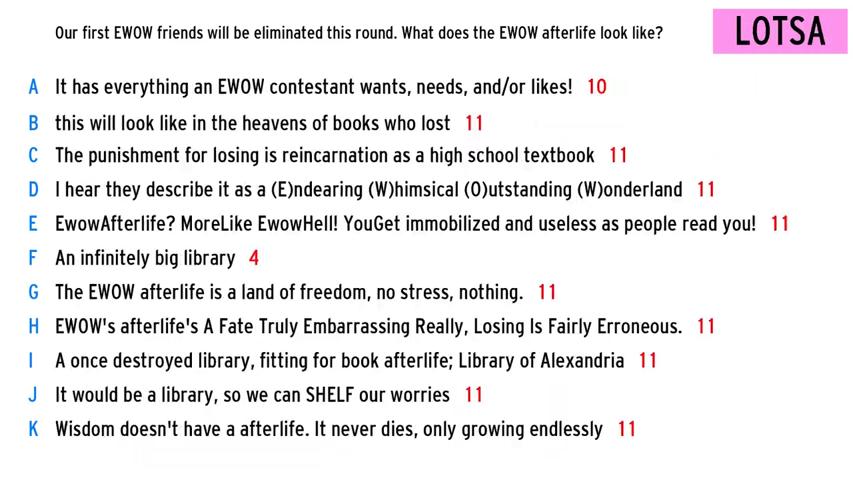 Our first EWOW friends will be eliminated this round. What does the EWOW afterlife look like?
LOTSA
A It has everything an EWOW contestant wants, needs, and/or likes! 10
B this will look like in the heavens of books who lost 11
C The punishment for losing is reincarnation as a high school textbook 11
D I hear they describe it as a (E)ndearing (W)himsical (O)utstanding (W)onderland 11
E EwowAfterlife? MoreLike EwowHell! YouGet immobilized and useless as people read you! 11
F An infinitely big library 4
G The EWOW afterlife is a land of freedom, no stress, nothing. 11
H EWOW's afterlife's A Fate Truly Embarrassing Really, Losing Is Fairly Erroneous. 11
I A once destroyed library, fitting for book afterlife; Library of Alexandria 11
J It would be a library, so we can SHELF our worries 11
K Wisdom doesn't have a afterlife. It never dies, only growing endlessly 11